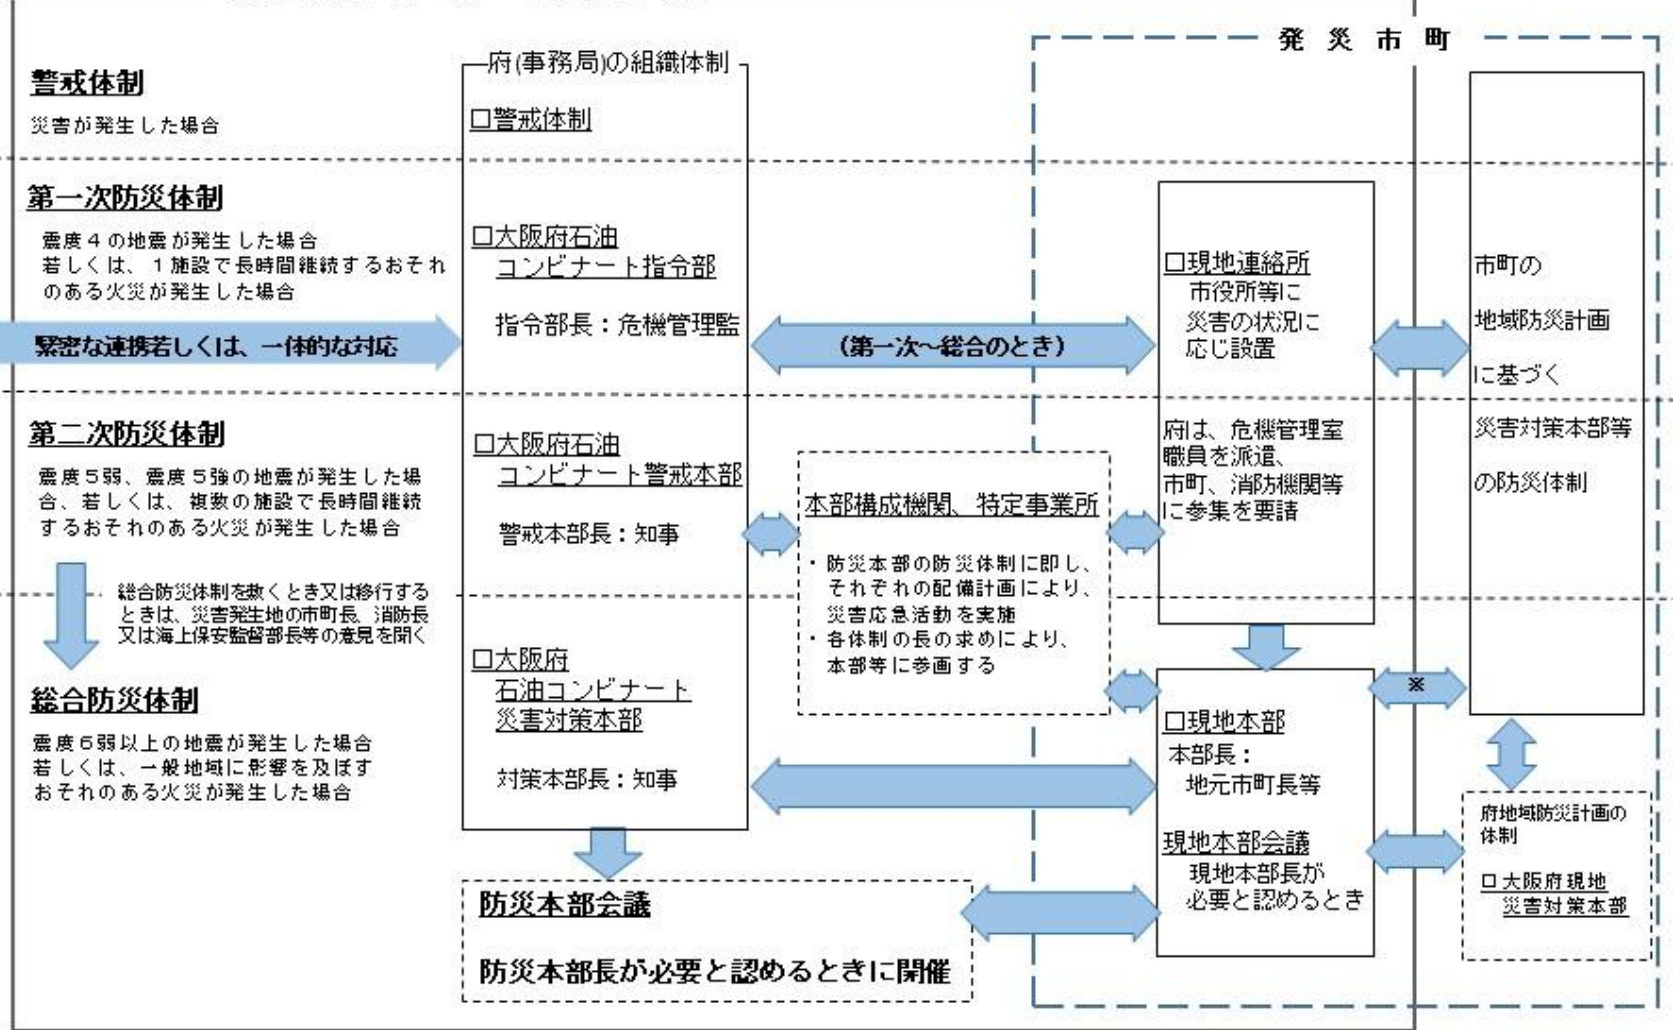 発災市町
警戒体制
災害が発生した場合
第一次防災体制
震度４の地震が発生した場合
若しくは、１施設で長時間継続するおそれ
のある火災が発生した場合
緊密な連携若しくは、一体的な対応
第二次防災体制
震度５弱、震度５強の地震が発生した場
合、若しくは、複数の施設で長時間継続
するおそれのある火災が発生した場合
総合防災体制を敷くとき又は移行する
ときは、災害発生地の市町長、消防長
又は海上保安監督部長等の意見を聞く
総合防災体制
震度６弱以上の地震が発生した場合
若しくは、一般地域に影響を及ぼす
おそれのある火災が発生した場合
府(事務局)の組織体制
□警戒体制
□大阪府石油
コンビナート指令部
指令部長：危機管理監
□大阪府石油
コンビナート警戒本部
警戒本部長：知事
□大阪府
石油コンビナート
災害対策本部
対策本部長：知事
防災本部会議
防災本部長が必要と認めるときに開催
(第一次～総合のとき)
本部構成機関、特定事業所
・防災本部の防災体制に即し、
それぞれの配備計画により、
災害応急活動を実施
・各体制の長の求めにより、
本部等に参画する
□現地連絡所
市役所等に
災害の状況に
応じ設置
府は、危機管理室
職員を派遣、
市町、消防機関等
に参集を要請
□現地本部
本部長：
地元市町長等
現地本部会議
現地本部長が
必要と認めるとき
市町の
地域防災計画
に基づく
災害対策本部等
の防災体制
※
府地域防災計画の
体制
□大阪府現地
災害対策本部